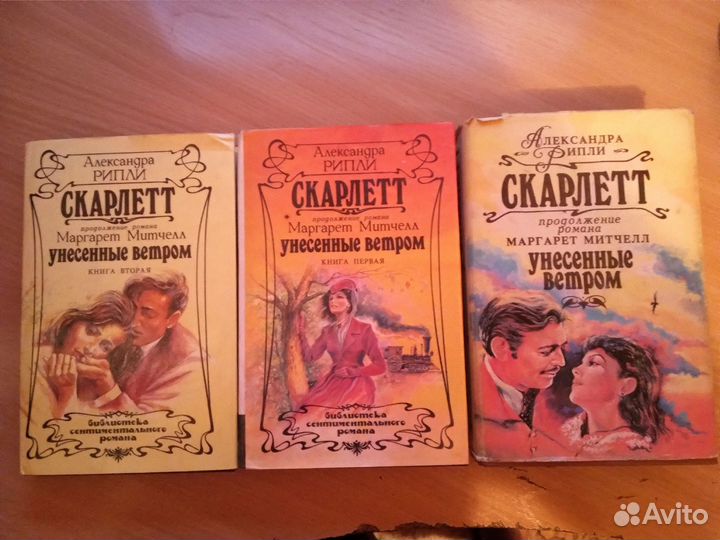 Александра
РИПЛИ
СКАРЛЕТТ
продолжение романа
Маргарет Митчелл
УНЕСЕННЫЕ ВЕТРОМ
КНИГА ВТОРАЯ
библиотека
сентиментального
романа
Александра
РИПЛИ
СКАРЛЕТТ
продолжение романа
Маргарет Митчелл
УНЕСЕННЫЕ ВЕТРОМ
КНИГА ПЕРВАЯ
библиотека
сентиментального
романа
АЛЕКСАНДРА
РИПЛИ
СКАРЛЕТТ
продолжение
романа
МАРГАРЕТ МИТЧЕЛЛ
УНЕСЕННЫЕ
ВЕТРОМ
Avito